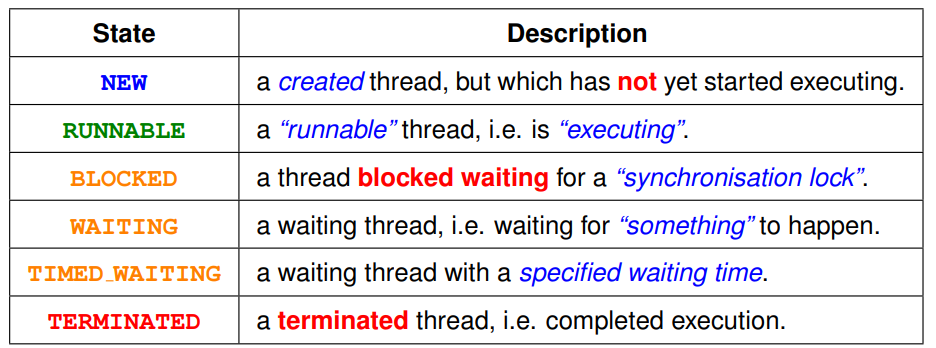 State Description
NEW a created thread, but which has not yet started executing.
RUNNABLE a “runnable” thread, i.e. is “executing”.
BLOCKED a thread blocked waiting for a “synchronisation lock”.
WAITING a waiting thread, i.e. waiting for “something” to happen.
TIMED_WAITING a waiting thread with a specified waiting time.
TERMINATED a terminated thread, i.e. completed execution.